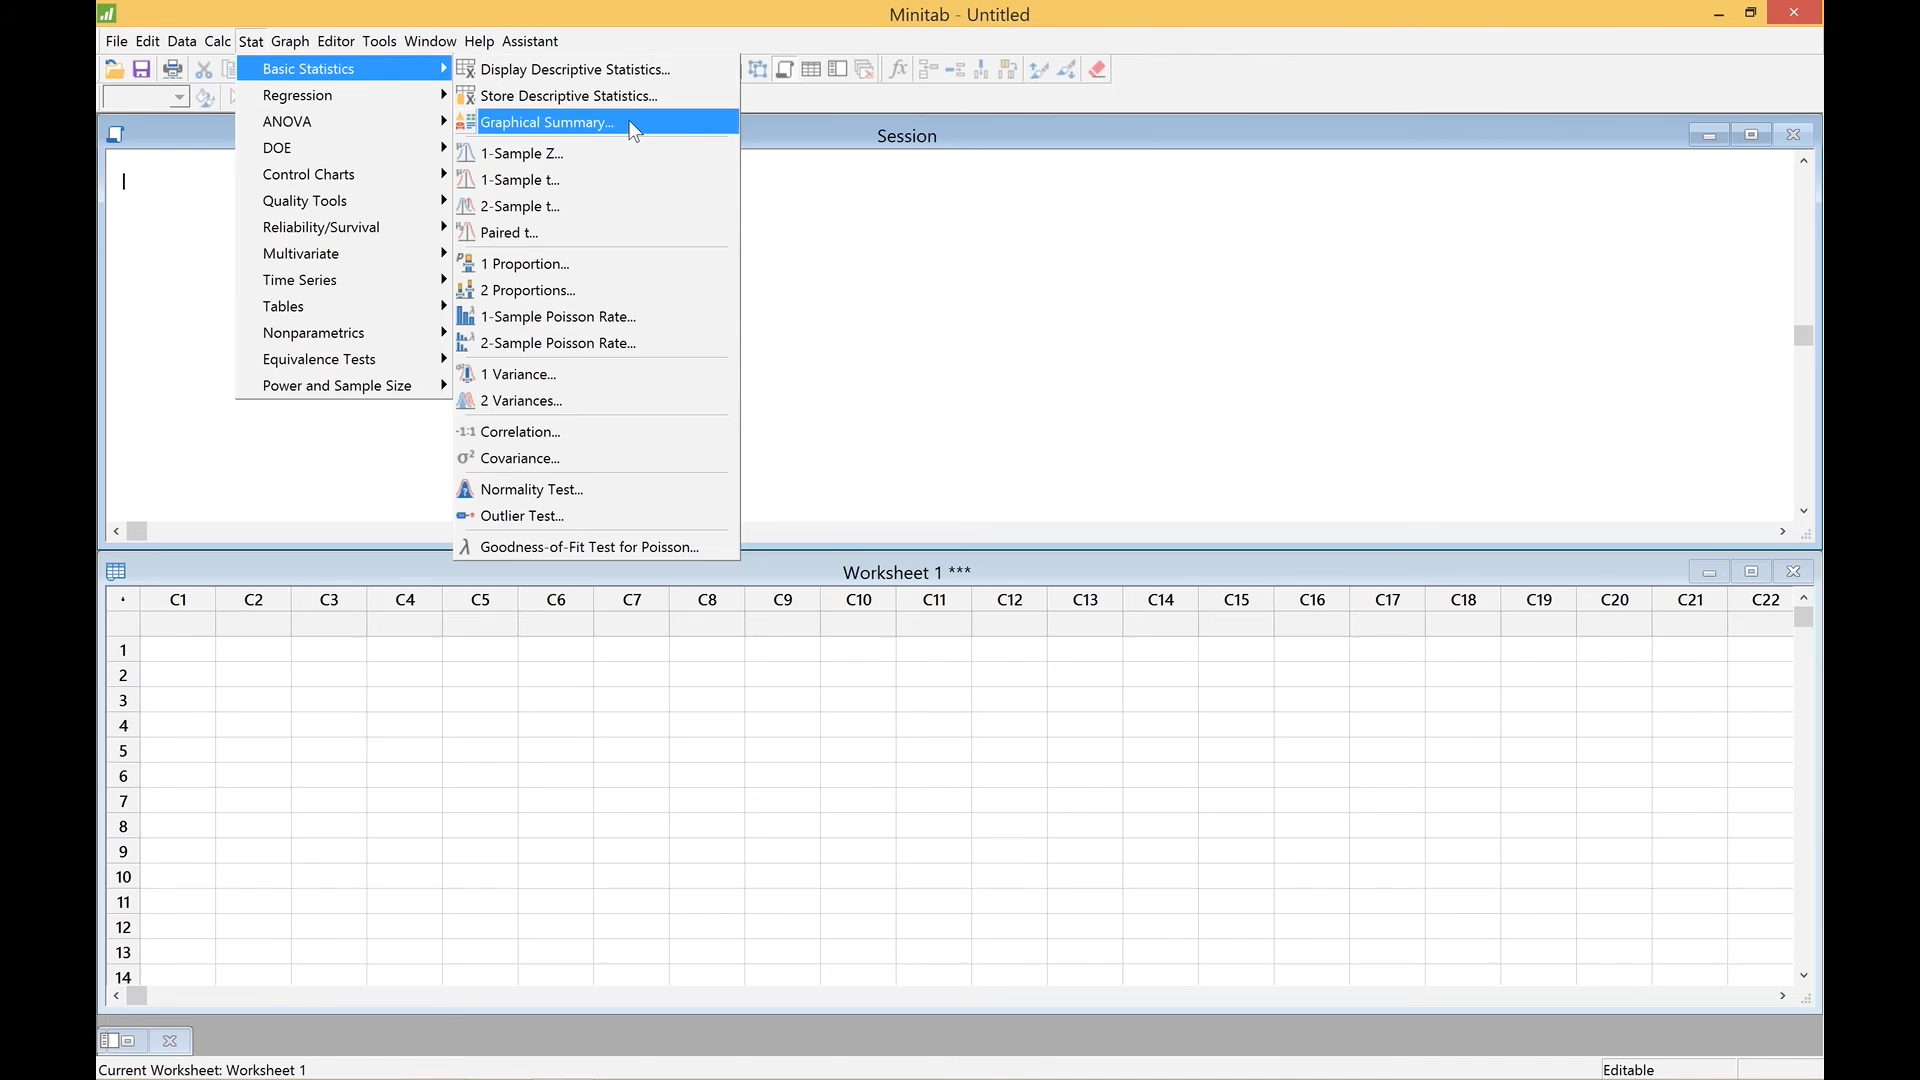 Minitab - Untitled
File Edit Data Calc Stat Graph Editor Tools Window Help Assistant
Basic Statistics
Regression
ANOVA
DOE
Control Charts
Quality Tools
Reliability/Survival
Multivariate
Time Series
Tables
Nonparametrics
Equivalence Tests
Power and Sample Size
Display Descriptive Statistics...
Store Descriptive Statistics...
Graphical Summary...
1-Sample Z...
1-Sample t...
2-Sample t...
Paired t...
1 Proportion...
2 Proportions...
1-Sample Poisson Rate...
2-Sample Poisson Rate...
1 Variance...
2 Variances...
-1:1 Correlation...
σ² Covariance...
Normality Test...
Outlier Test...
λ Goodness-of-Fit Test for Poisson...
fx
Session
Worksheet 1 ***
C1 C2 C3 C4 C5 C6 C7 C8 C9 C10 C11 C12 C13 C14 C15 C16 C17 C18 C19 C20 C21 C22
1
2
3
4
5
6
7
8
9
10
11
12
13
14
Current Worksheet: Worksheet 1
Editable